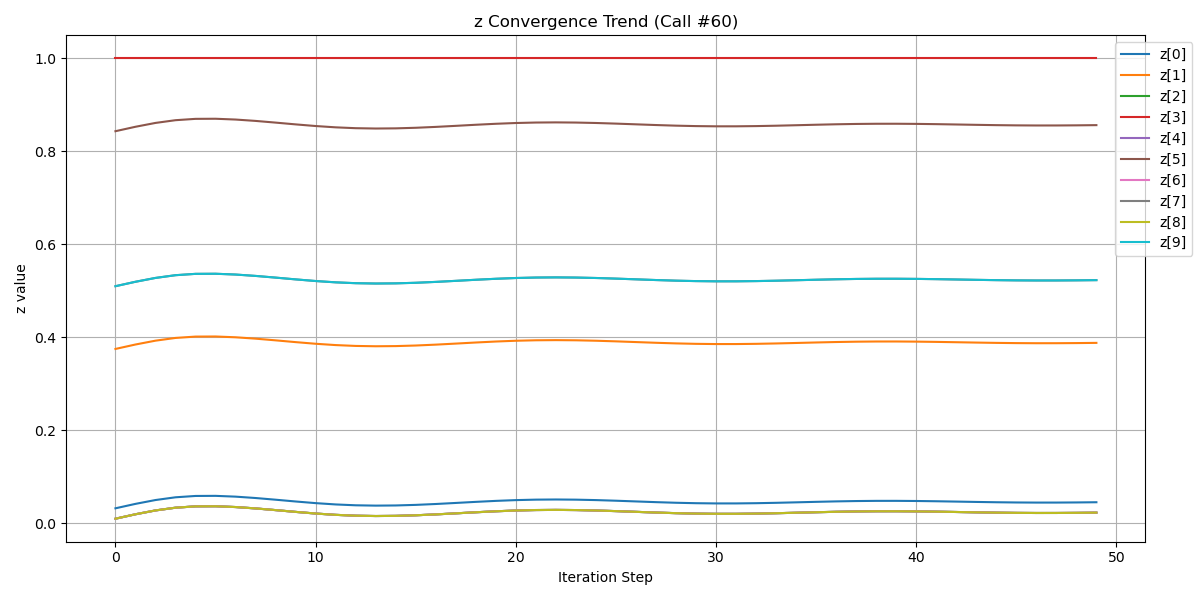 z Convergence Trend (Call #60)
1.0
0.8
0.6
0.4
0.2
0.0
z value
0 10 20 30 40 50
Iteration Step
z[0]
z[1]
z[2]
z[3]
z[4]
z[5]
z[6]
z[7]
z[8]
z[9]